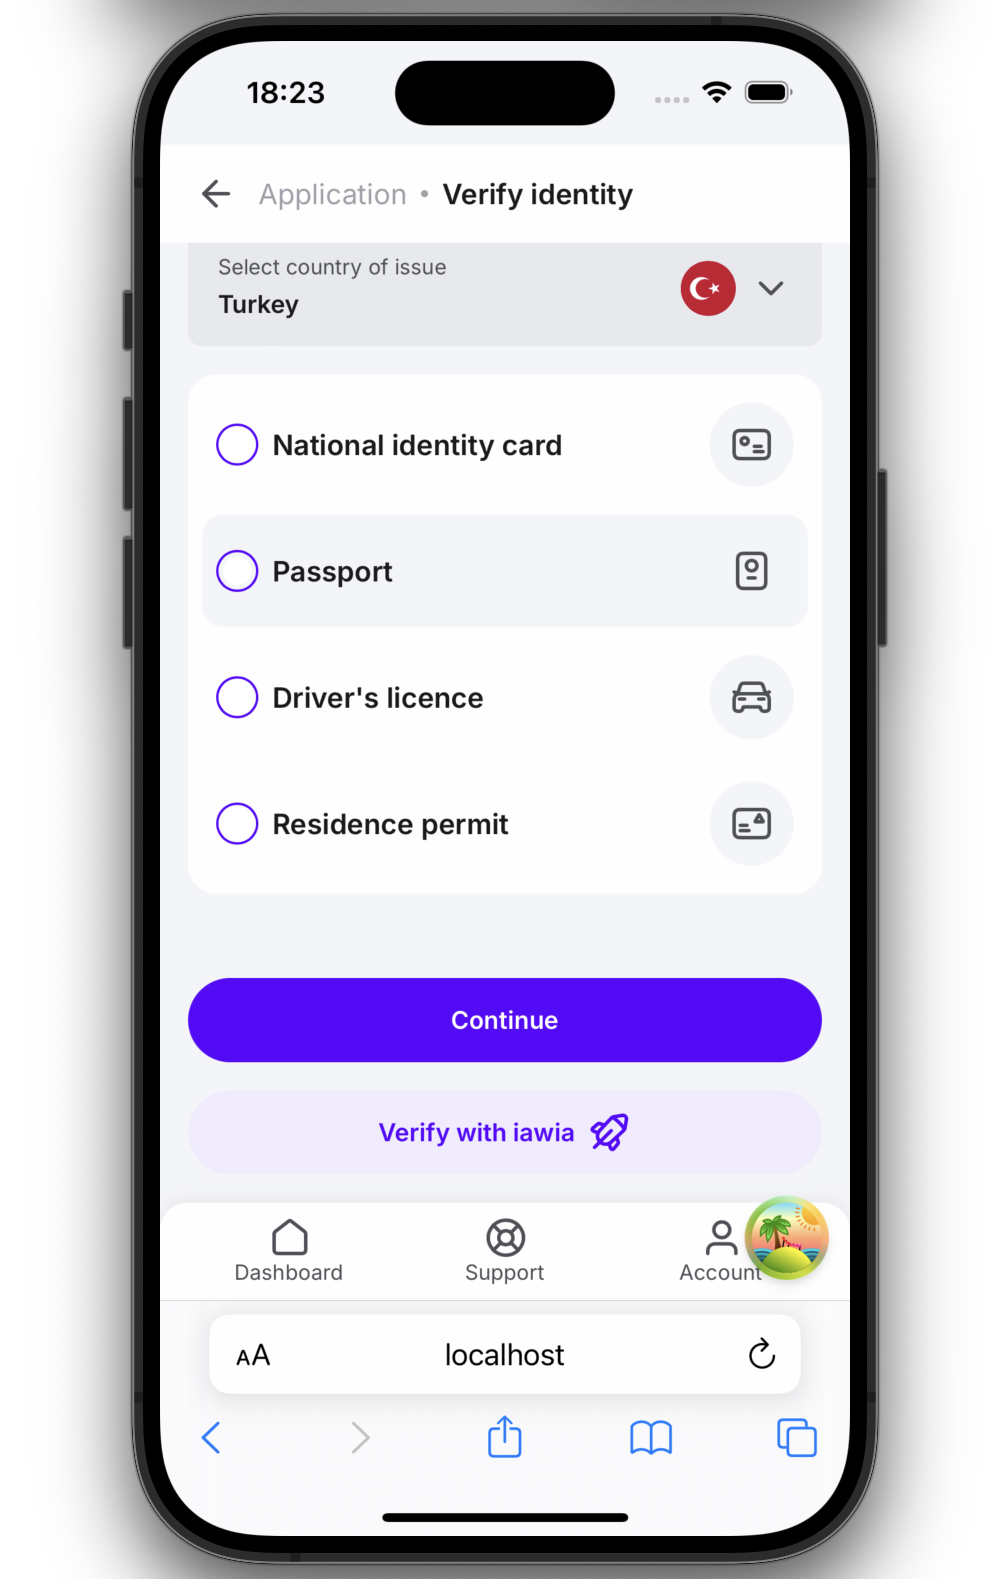 18:23
Application • Verify identity
Select country of issue
Turkey
National identity card
Passport
Driver's licence
Residence permit
Continue
Verify with iawia
Dashboard
Support
Account
AA
localhost